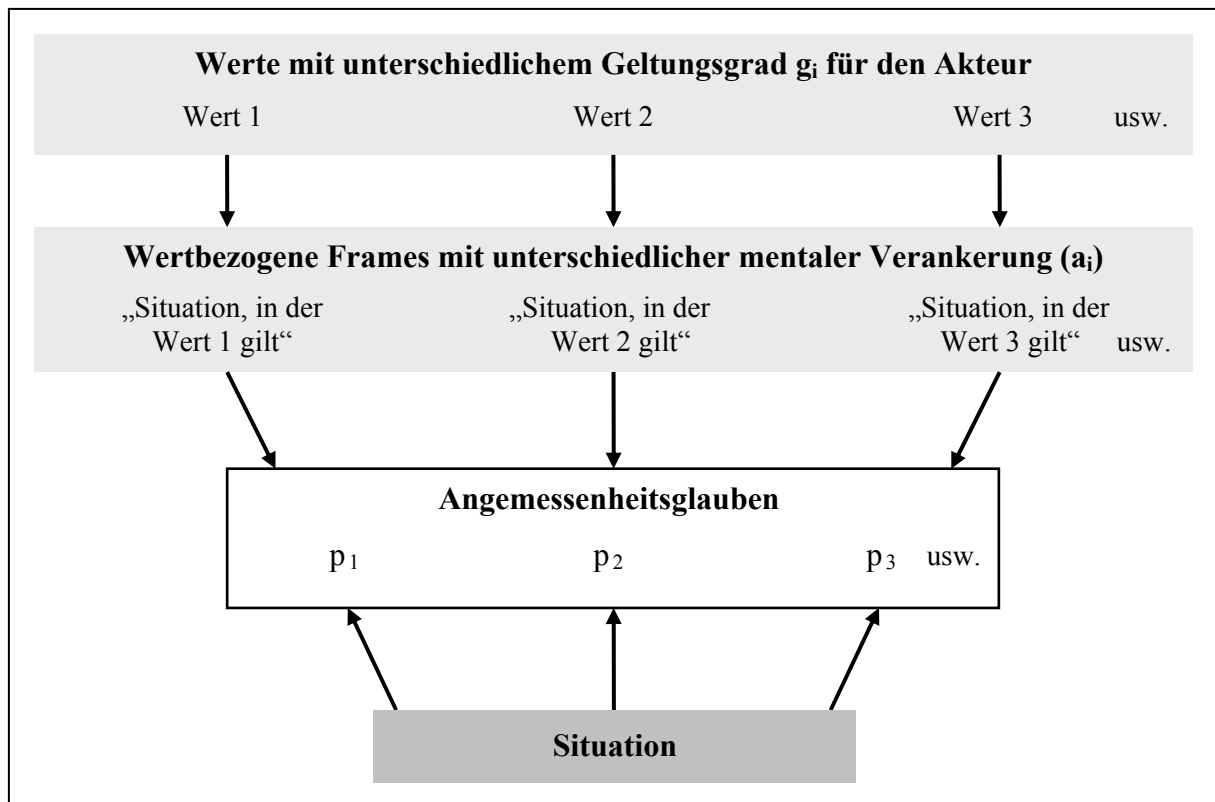 Werte mit unterschiedlichem Geltungsgrad gᵢ für den Akteur
Wert 1 Wert 2 Wert 3 usw.
Wertbezogene Frames mit unterschiedlicher mentaler Verankerung (aᵢ)
„Situation, in der „Situation, in der „Situation, in der
Wert 1 gilt“ Wert 2 gilt“ Wert 3 gilt“ usw.
Angemessenheitsglauben
p₁ p₂ p₃ usw.
Situation